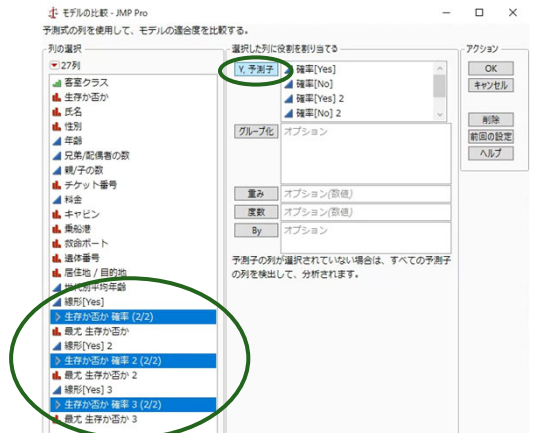 モデルの比較 - JMP Pro
予測式の列を使用して、モデルの適合度を比較する。
列の選択
27列
客室クラス
生存か否か
氏名
性別
年齢
兄弟/配偶者の数
親/子の数
チケット番号
料金
キャビン
乗船港
救命ボート
遺体番号
居住地 / 目的地
世代別平均年齢
線形[Yes]
生存か否か 確率 (2/2)
最尤 生存か否か
線形[Yes] 2
生存か否か 確率 2 (2/2)
最尤 生存か否か 2
線形[Yes] 3
生存か否か 確率 3 (2/2)
最尤 生存か否か 3
選択した列に役割を割り当てる
Y, 予測子
確率[Yes]
確率[No]
確率[Yes] 2
確率[No] 2
グループ化
オプション
重み
オプション(数値)
度数
オプション(数値)
By
オプション
予測子の列が選択されていない場合は、すべての予測子
の列を検出して、分析されます。
アクション
OK
キャンセル
削除
前回の設定
ヘルプ